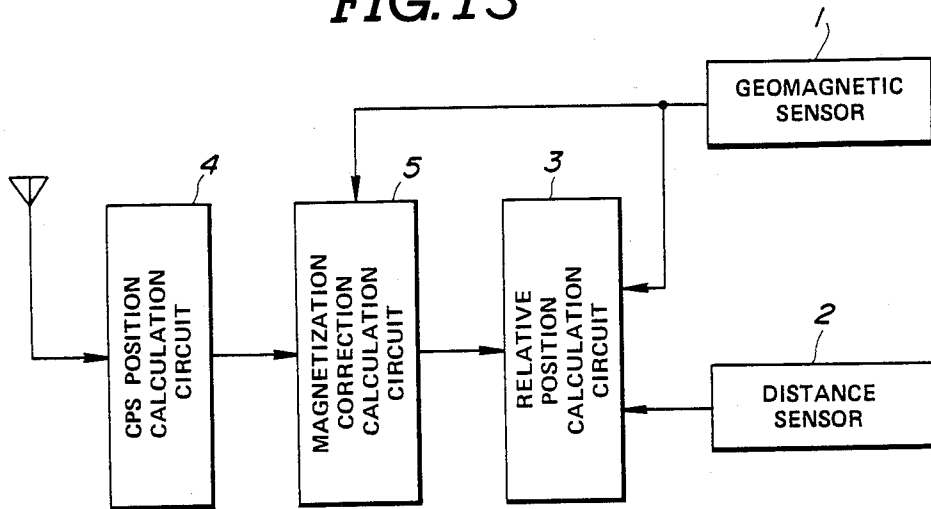 FIG. 13
1
GEOMAGNETIC
SENSOR
4
CPS POSITION
CALCULATION
CIRCUIT
5
MAGNETIZATION
CORRECTION
CALCULATION
CIRCUIT
3
RELATIVE
POSITION
CALCULATION
CIRCUIT
2
DISTANCE
SENSOR